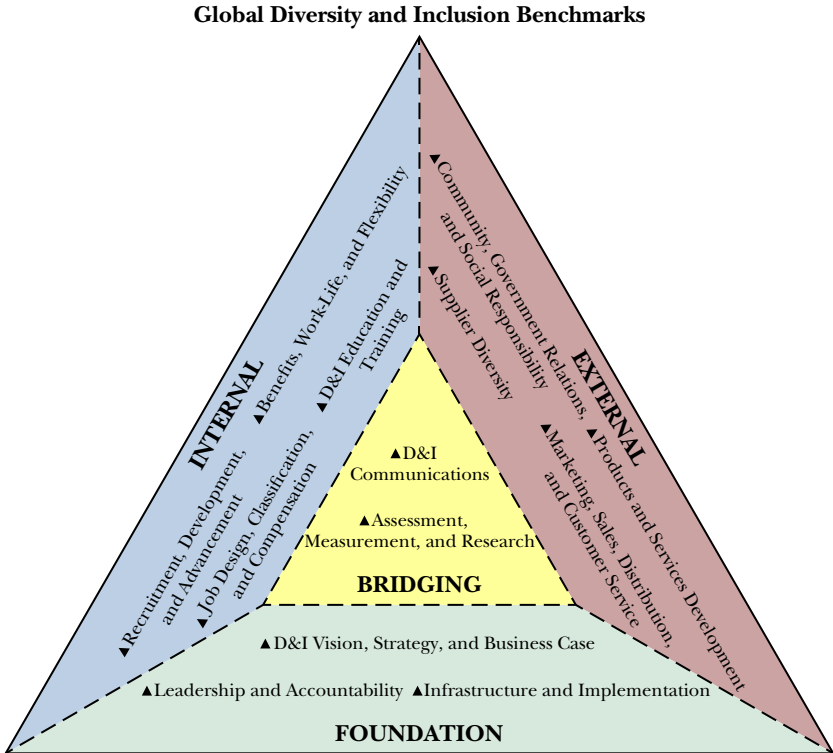 Global Diversity and Inclusion Benchmarks
INTERNAL
▲Recruitment, Development,
and Advancement
▲Benefits, Work-Life, and Flexibility
▲Job Design, Classification,
and Compensation
▲D&I Education and
Training
EXTERNAL
▲Community, Government Relations,
and Social Responsibility
▲Products and Services Development
▲Supplier Diversity
▲Marketing, Sales, Distribution,
and Customer Service
▲D&I
Communications
▲Assessment,
Measurement, and Research
BRIDGING
▲D&I Vision, Strategy, and Business Case
▲Leadership and Accountability ▲Infrastructure and Implementation
FOUNDATION